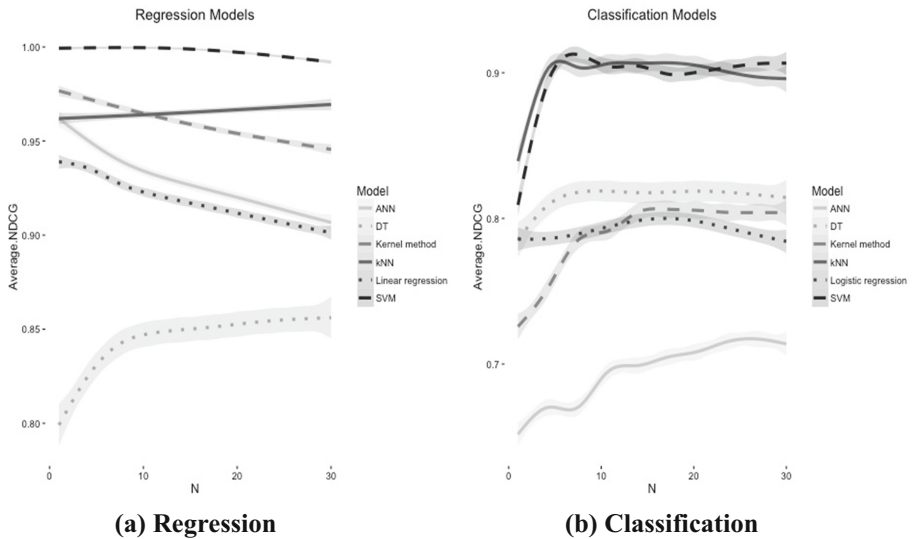 Regression Models
1.00
0.95
0.90
0.85
0.80
Average.NDCG
0
10
20
30
N
Model
ANN
DT
Kernel method
kNN
Linear regression
SVM
(a) Regression
Classification Models
0.9
0.8
0.7
Average.NDCG
0
10
20
30
N
Model
ANN
DT
Kernel method
kNN
Logistic regression
SVM
(b) Classification